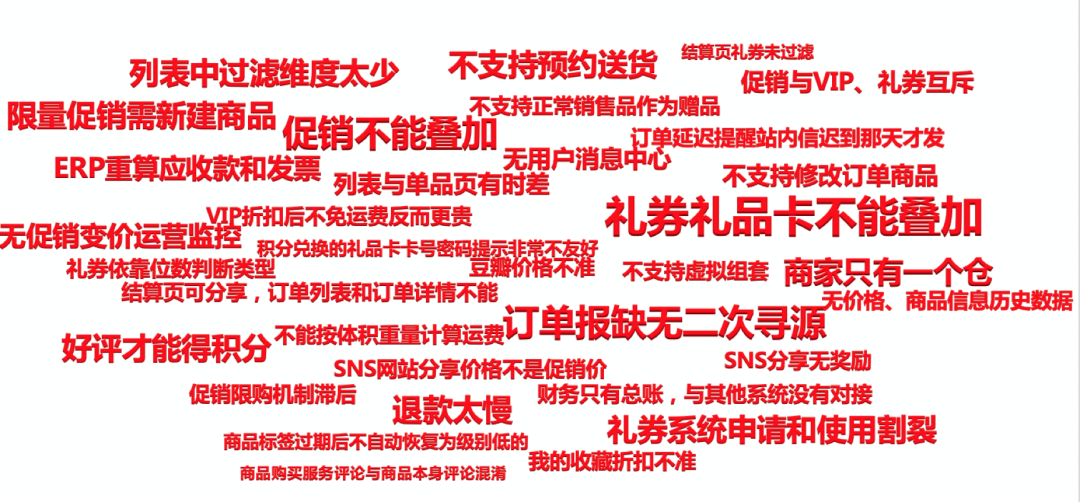 结算页礼券未过滤
列表中过滤维度太少
不支持预约送货
促销与VIP、礼券互斥
限量促销需新建商品
不支持正常销售品作为赠品
促销不能叠加
订单延迟提醒站内信迟到那天才发
ERP重算应收款和发票
无用户消息中心
列表与单品页有时差
不支持修改订单商品
VIP折扣后不免运费反而更贵
礼券礼品卡不能叠加
无促销变价运营监控
积分兑换的礼品卡卡号密码提示非常不友好
礼券依靠位数判断类型
豆瓣价格不准
不支持虚拟组套
商家只有一个仓
结算页可分享，订单列表和订单详情不能
无价格、商品信息历史数据
订单报缺无二次寻源
不能按体积重量计算运费
好评才能得积分
SNS网站分享价格不是促销价
SNS分享无奖励
促销限购机制滞后
财务只有总账，与其他系统没有对接
退款太慢
礼券系统申请和使用割裂
商品标签过期后不自动恢复为级别低的
我的收藏折扣不准
商品购买服务评论与商品本身评论混淆